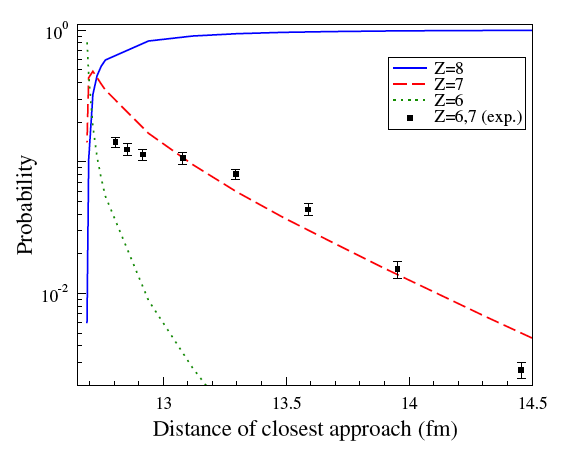 10⁰
Z=8
Z=7
Z=6
Z=6,7 (exp.)
Probability
10⁻²
13
13.5
14
14.5
Distance of closest approach (fm)